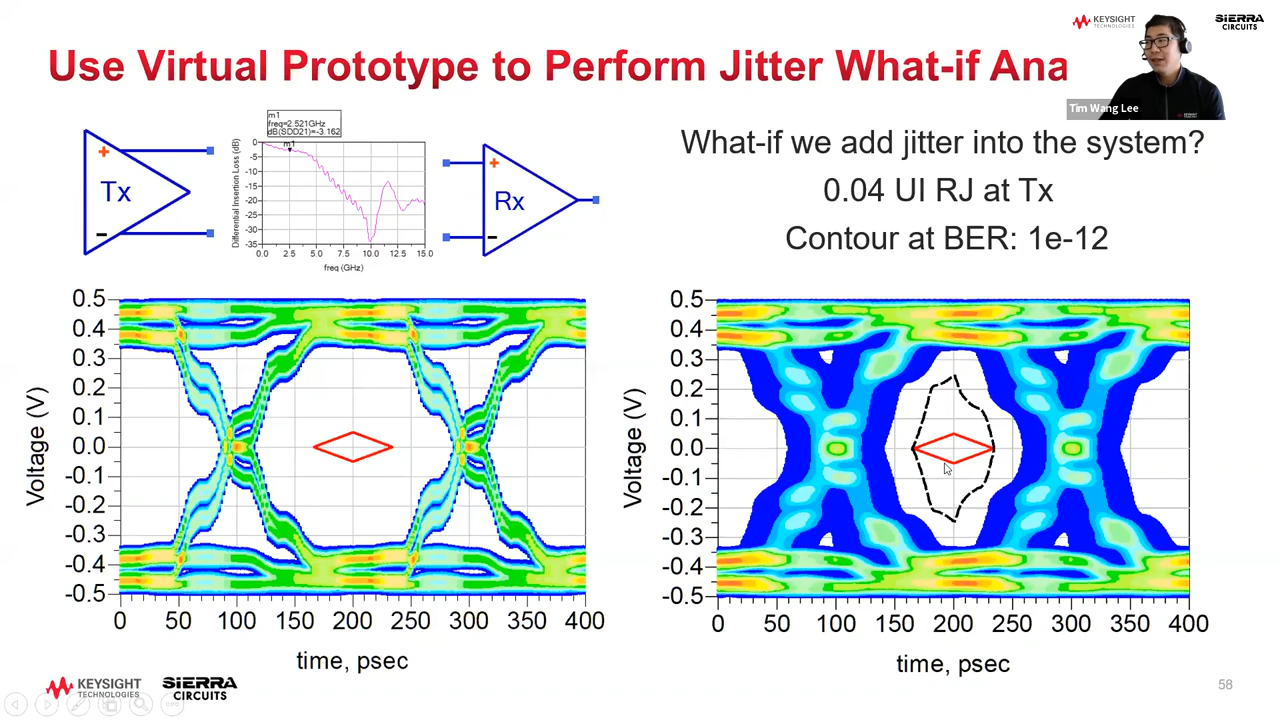 KEYSIGHT
TECHNOLOGIES
SIERRA
CIRCUITS
Use Virtual Prototype to Perform Jitter What-if Ana
Tim Wang Lee
m1
freq=2.521GHz
dB(SDD21)=-3.162
m1
Differential Insertion Loss (dB)
0
-5
-10
-15
-20
-25
-30
-35
0.0 2.5 5.0 7.5 10.0 12.5 15.0
freq (GHz)
+
Tx
−
+
Rx
−
What-if we add jitter into the system?
0.04 UI RJ at Tx
Contour at BER: 1e-12
Voltage (V)
0.5
0.4
0.3
0.2
0.1
0.0
-0.1
-0.2
-0.3
-0.4
-0.5
0 50 100 150 200 250 300 350 400
time, psec
Voltage (V)
0.5
0.4
0.3
0.2
0.1
0.0
-0.1
-0.2
-0.3
-0.4
-0.5
0 50 100 150 200 250 300 350 400
time, psec
KEYSIGHT
TECHNOLOGIES
SIERRA
CIRCUITS
58